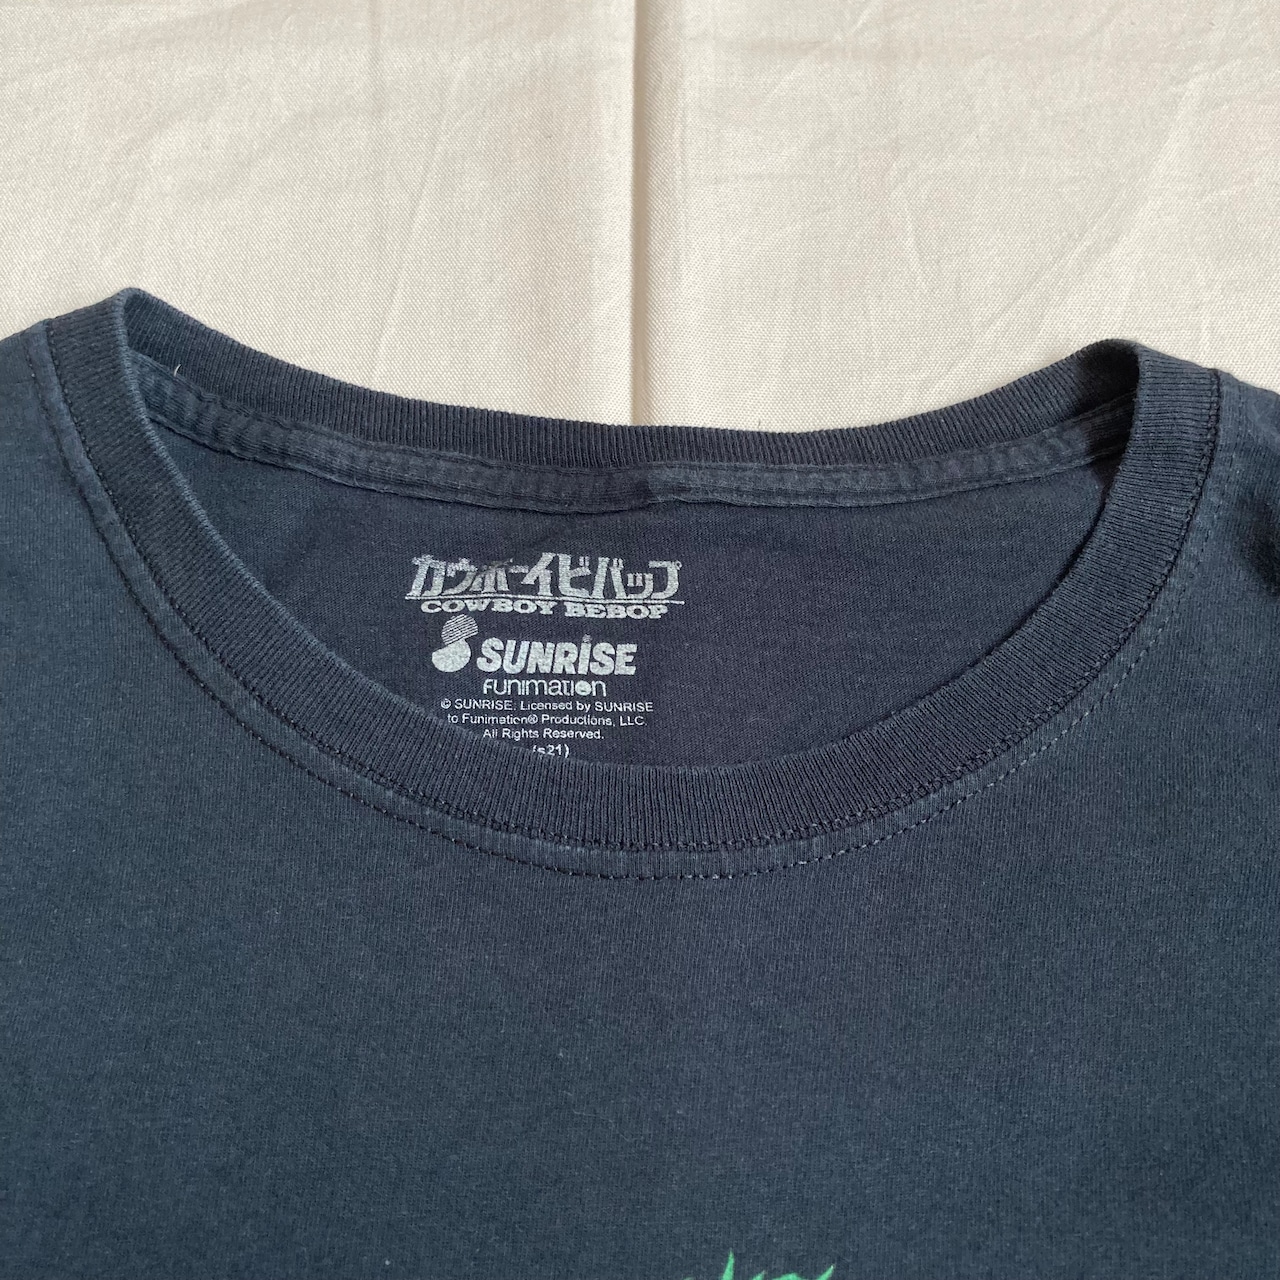 カウボーイビバップ
COWBOY BEBOP
SUNRiSE
FUNimatiON
© SUNRISE. Licensed by SUNRISE
to Funimation® Productions, LLC.
All Rights Reserved.
(s21)